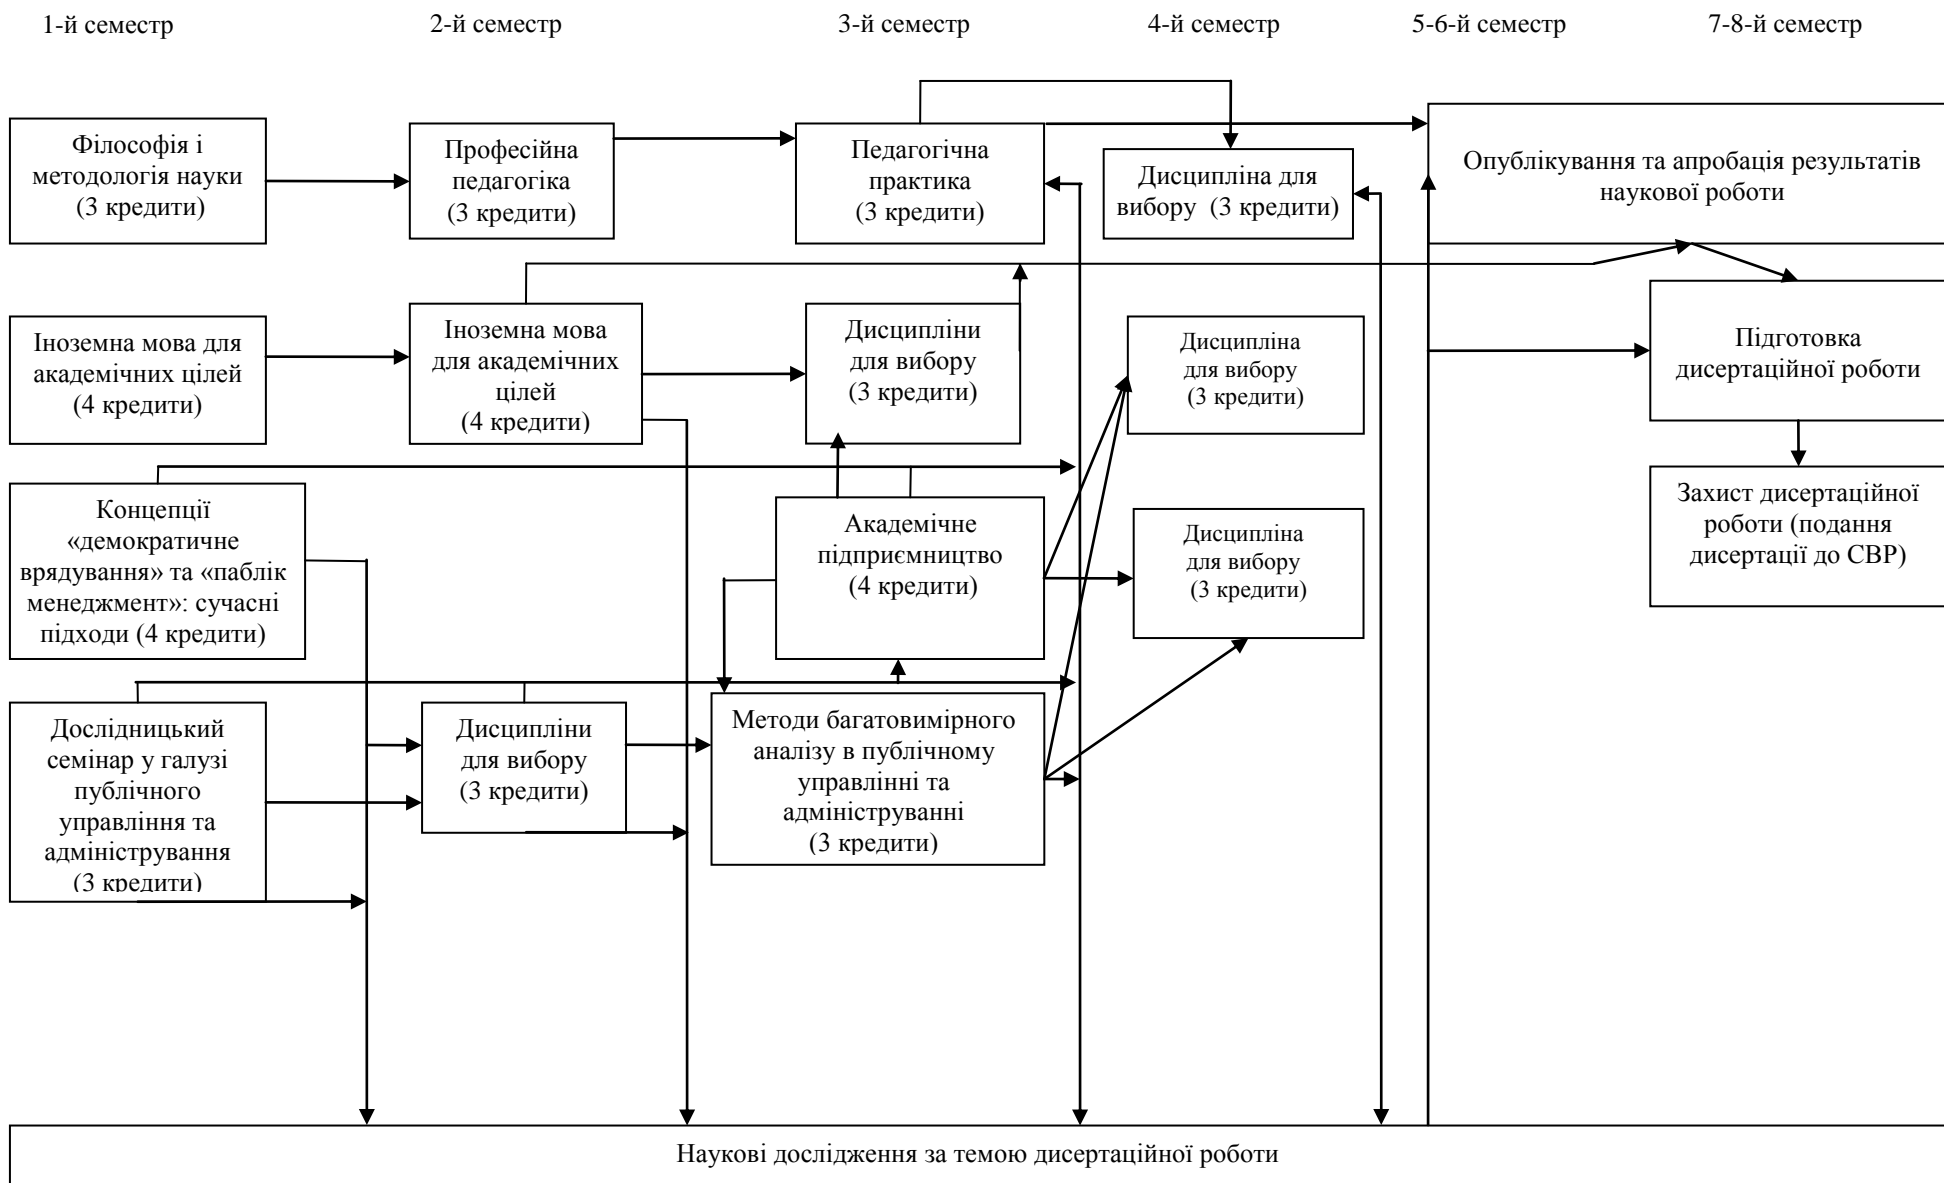 1-й семестр
2-й семестр
3-й семестр
4-й семестр
5-6-й семестр
7-8-й семестр
Філософія і
методологія науки
(3 кредити)
Професійна
педагогіка
(3 кредити)
Педагогічна
практика
(3 кредити)
Дисципліна для
вибору (3 кредити)
Опублікування та апробація результатів
наукової роботи
Іноземна мова для
академічних цілей
(4 кредити)
Іноземна мова
для академічних
цілей
(4 кредити)
Дисципліни
для вибору
(3 кредити)
Дисципліна
для вибору
(3 кредити)
Підготовка
дисертаційної роботи
Концепції
«демократичне
врядування» та «паблік
менеджмент»: сучасні
підходи (4 кредити)
Академічне
підприємництво
(4 кредити)
Дисципліна
для вибору
(3 кредити)
Захист дисертаційної
роботи (подання
дисертації до СВР)
Дослідницький
семінар у галузі
публічного
управління та
адміністрування
(3 кредити)
Дисципліни
для вибору
(3 кредити)
Методи багатовимірного
аналізу в публічному
управлінні та
адмініструванні
(3 кредити)
Наукові дослідження за темою дисертаційної роботи